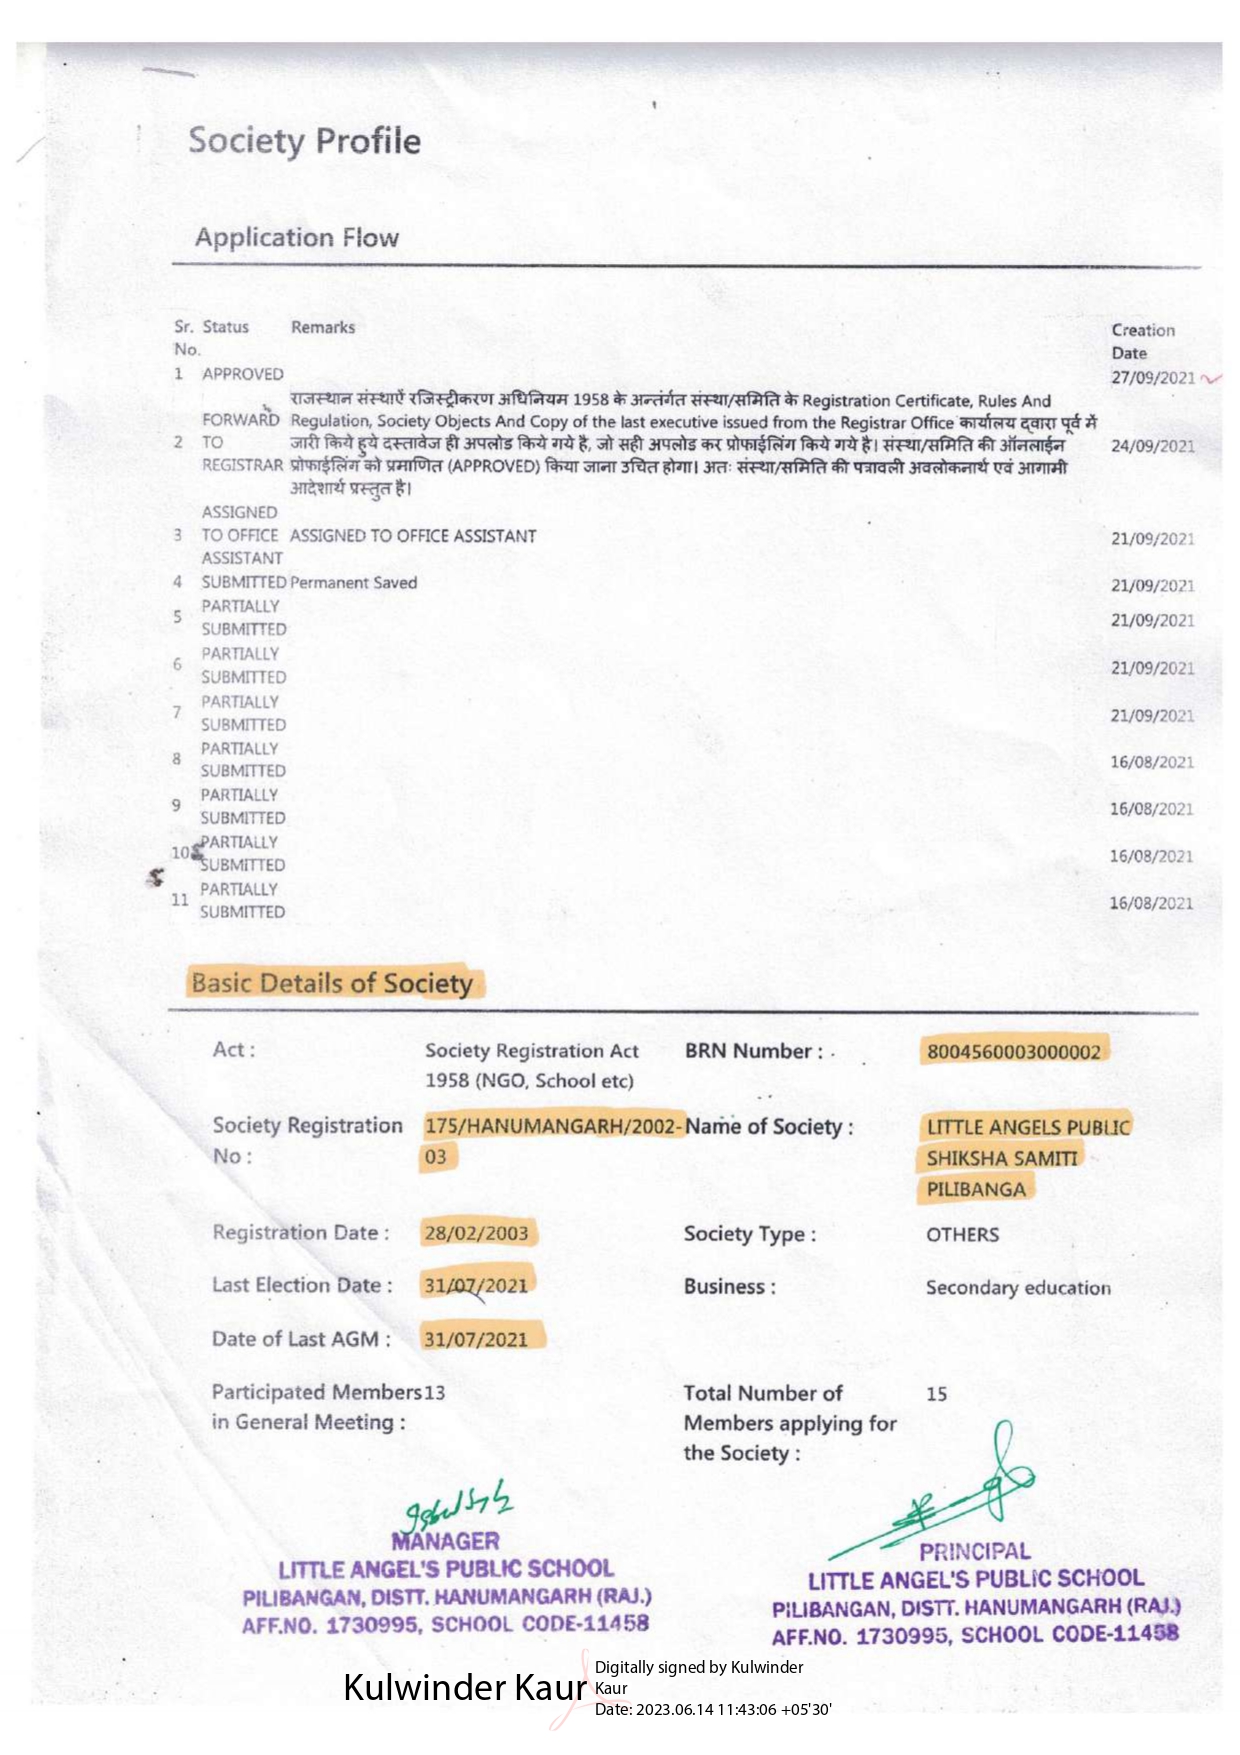 Society Profile
Application Flow
Sr. Status Remarks Creation
No. Date
1 APPROVED 27/09/2021
राजस्थान संस्थाऐं रजिस्ट्रीकरण अधिनियम 1958 के अन्तर्गत संस्था/समिति के Registration Certificate, Rules And
FORWARD Regulation, Society Objects And Copy of the last executive issued from the Registrar Office कार्यालय द्वारा पूर्व में
2 TO जारी किये हुये दस्तावेज ही अपलोड किये गये है, जो सही अपलोड कर प्रोफाईलिंग किये गये है। संस्था/समिति की ऑनलाईन 24/09/2021
REGISTRAR प्रोफाईलिंग को प्रमाणित (APPROVED) किया जाना उचित होगा। अतः संस्था/समिति की पत्रावली अवलोकनार्थ एवं आगामी
आदेशार्थ प्रस्तुत है।
ASSIGNED
3 TO OFFICE ASSIGNED TO OFFICE ASSISTANT 21/09/2021
ASSISTANT
4 SUBMITTED Permanent Saved 21/09/2021
5 PARTIALLY SUBMITTED 21/09/2021
6 PARTIALLY SUBMITTED 21/09/2021
7 PARTIALLY SUBMITTED 21/09/2021
8 PARTIALLY SUBMITTED 16/08/2021
9 PARTIALLY SUBMITTED 16/08/2021
10 PARTIALLY SUBMITTED 16/08/2021
11 PARTIALLY SUBMITTED 16/08/2021
Basic Details of Society
Act : Society Registration Act BRN Number : 8004560003000002
1958 (NGO, School etc)
Society Registration 175/HANUMANGARH/2002- Name of Society : LITTLE ANGELS PUBLIC
No : 03 SHIKSHA SAMITI
PILIBANGA
Registration Date : 28/02/2003 Society Type : OTHERS
Last Election Date : 31/07/2021 Business : Secondary education
Date of Last AGM : 31/07/2021
Participated Members 13 Total Number of 15
in General Meeting : Members applying for
the Society :
MANAGER
LITTLE ANGEL'S PUBLIC SCHOOL
PILIBANGAN, DISTT. HANUMANGARH (RAJ.)
AFF.NO. 1730995, SCHOOL CODE-11458
PRINCIPAL
LITTLE ANGEL'S PUBLIC SCHOOL
PILIBANGAN, DISTT. HANUMANGARH (RAJ.)
AFF.NO. 1730995, SCHOOL CODE-11458
Kulwinder Kaur
Digitally signed by Kulwinder
Kaur
Date: 2023.06.14 11:43:06 +05'30'